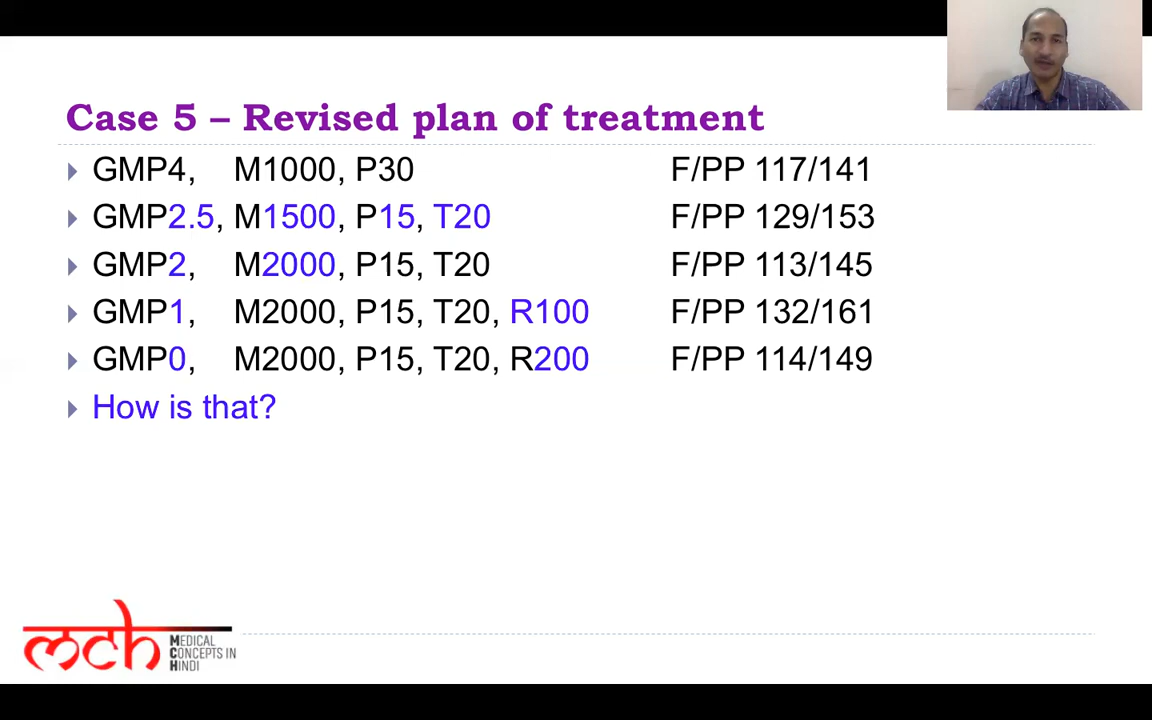 Case 5 – Revised plan of treatment
GMP4, M1000, P30 F/PP 117/141
GMP2.5, M1500, P15, T20 F/PP 129/153
GMP2, M2000, P15, T20 F/PP 113/145
GMP1, M2000, P15, T20, R100 F/PP 132/161
GMP0, M2000, P15, T20, R200 F/PP 114/149
How is that?
mch
MEDICAL
CONCEPTS IN
HINDI